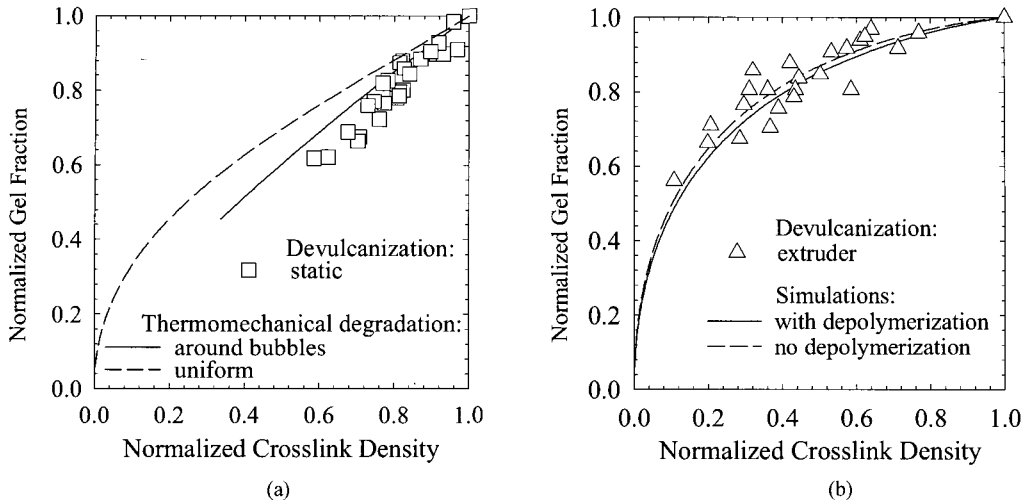 1.0
0.8
0.6
0.4
0.2
0.0
Normalized Gel Fraction
Devulcanization:
static
Thermomechanical degradation:
around bubbles
uniform
0.0 0.2 0.4 0.6 0.8 1.0
Normalized Crosslink Density
(a)
1.0
0.8
0.6
0.4
0.2
0.0
Normalized Gel Fraction
Devulcanization:
extruder
Simulations:
with depolymerization
no depolymerization
0.0 0.2 0.4 0.6 0.8 1.0
Normalized Crosslink Density
(b)